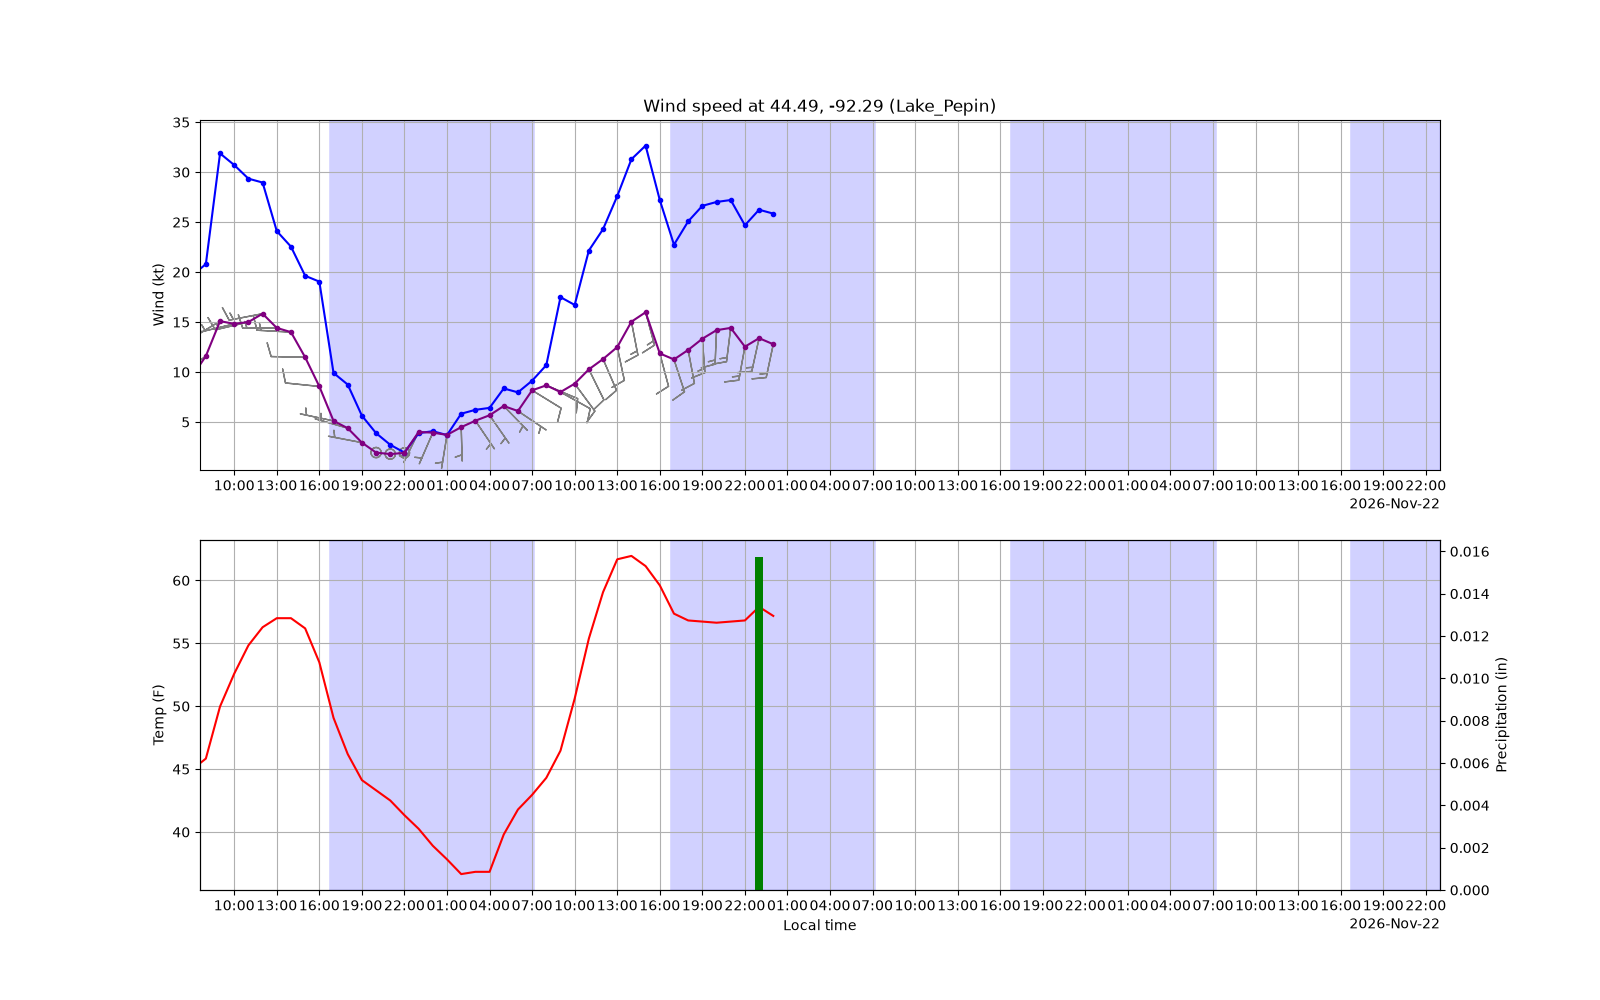 Wind speed at 44.49, -92.29 (Lake_Pepin)
35
30
25
20
15
10
5
Wind (kt)
10:00 13:00 16:00 19:00 22:00 01:00 04:00 07:00 10:00 13:00 16:00 19:00 22:00 01:00 04:00 07:00 10:00 13:00 16:00 19:00 22:00 01:00 04:00 07:00 10:00 13:00 16:00 19:00 22:00
2026-Nov-22
60
55
50
45
40
Temp (F)
0.016
0.014
0.012
0.010
0.008
0.006
0.004
0.002
0.000
Precipitation (in)
10:00 13:00 16:00 19:00 22:00 01:00 04:00 07:00 10:00 13:00 16:00 19:00 22:00 01:00 04:00 07:00 10:00 13:00 16:00 19:00 22:00 01:00 04:00 07:00 10:00 13:00 16:00 19:00 22:00
Local time
2026-Nov-22